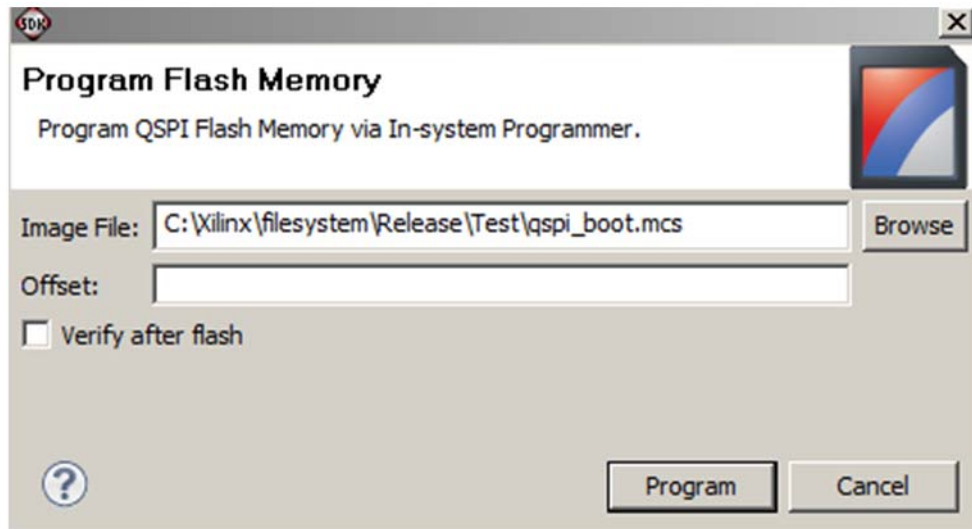 SDK
Program Flash Memory
Program QSPI Flash Memory via In-system Programmer.
Image File: C:\Xilinx\filesystem\Release\Test\qspi_boot.mcs Browse
Offset:
Verify after flash
? Program Cancel